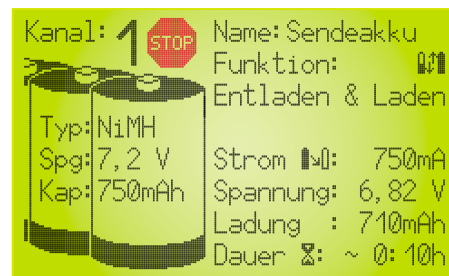 Kanal: 1 STOP
Name: Sendeakku
Funktion:
Entladen & Laden
Typ: NiMH
Spg: 7,2 V
Kap: 750mAh
Strom : 750mA
Spannung: 6,82 V
Ladung : 710mAh
Dauer : ~ 0:10h